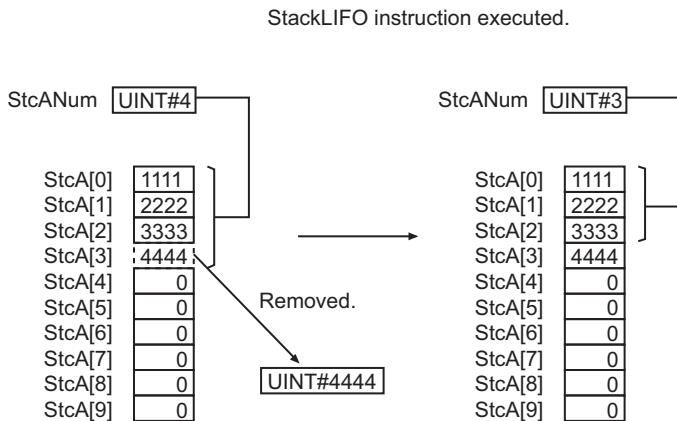 StackLIFO instruction executed.
StcANum UINT#4 StcANum UINT#3
StcA[0] 1111 StcA[0] 1111
StcA[1] 2222 StcA[1] 2222
StcA[2] 3333 StcA[2] 3333
StcA[3] 4444 StcA[3] 4444
StcA[4] 0 StcA[4] 0
StcA[5] 0 Removed. StcA[5] 0
StcA[6] 0 StcA[6] 0
StcA[7] 0 StcA[7] 0
StcA[8] 0 UINT#4444 StcA[8] 0
StcA[9] 0 StcA[9] 0